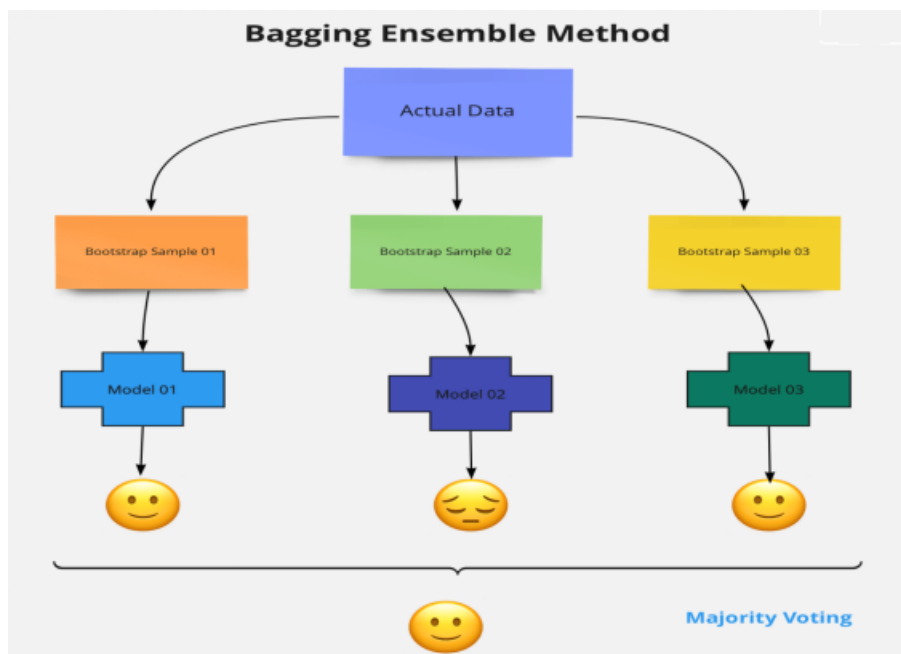 Bagging Ensemble Method
Actual Data
Bootstrap Sample 01
Bootstrap Sample 02
Bootstrap Sample 03
Model 01
Model 02
Model 03
Majority Voting